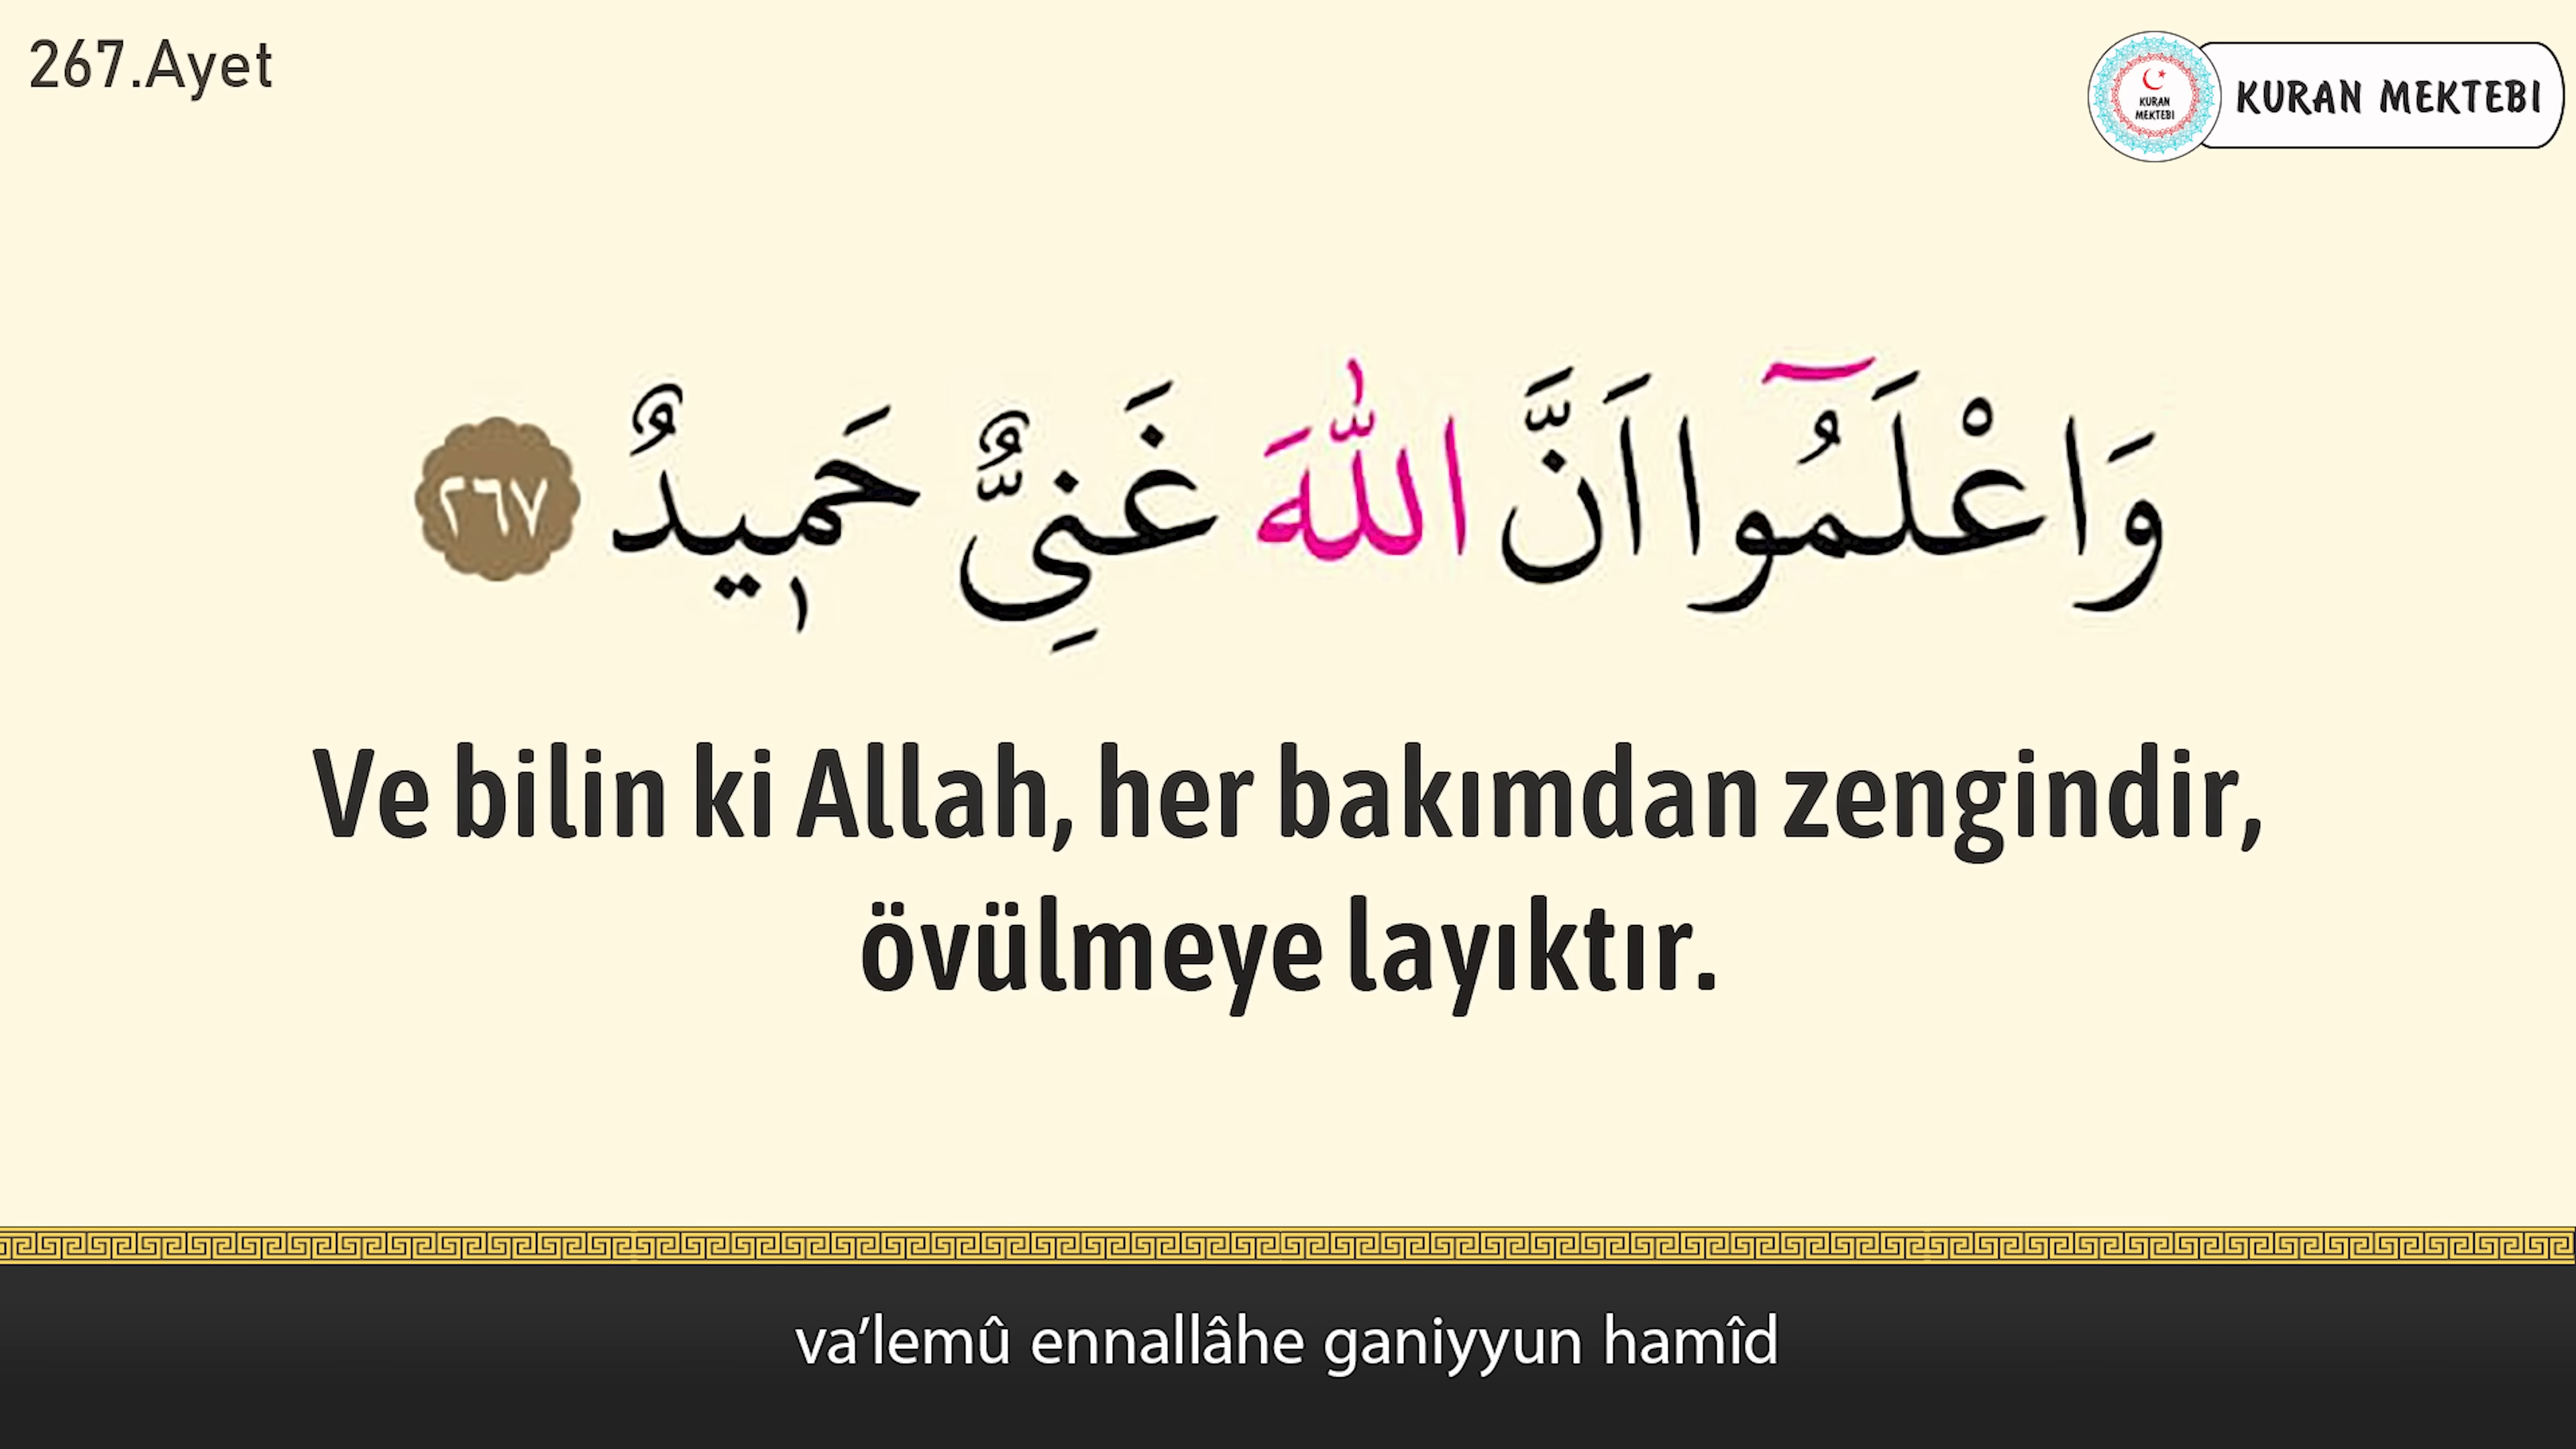 267.Ayet
KURAN
MEKTEBI
KURAN MEKTEBI
وَاعْلَمُٓوا اَنَّ اللّٰهَ غَنِيٌّ حَمٖيدٌ ٢٦٧
Ve bilin ki Allah, her bakımdan zengindir,
övülmeye layıktır.
va’lemû ennallâhe ganiyyun hamîd